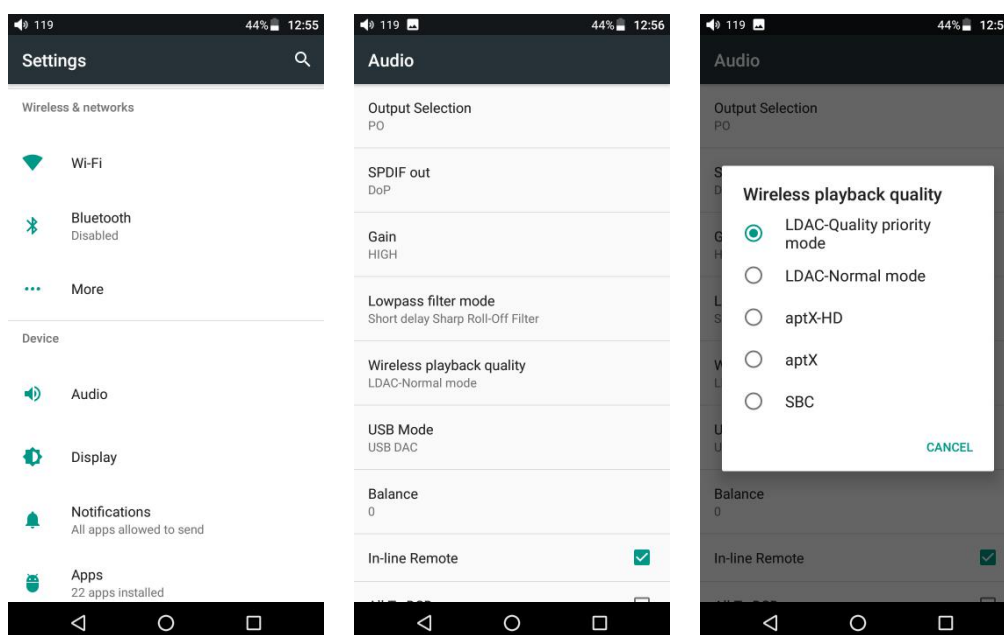 119
44% 12:55
Settings
Wireless & networks
Wi-Fi
Bluetooth
Disabled
More
Device
Audio
Display
Notifications
All apps allowed to send
Apps
22 apps installed
119
44% 12:56
Audio
Output Selection
PO
SPDIF out
DoP
Gain
HIGH
Lowpass filter mode
Short delay Sharp Roll-Off Filter
Wireless playback quality
LDAC-Normal mode
USB Mode
USB DAC
Balance
0
In-line Remote
119
44% 12:5
Audio
Output Selection
PO
Wireless playback quality
LDAC-Quality priority
mode
LDAC-Normal mode
aptX-HD
aptX
SBC
CANCEL
Balance
0
In-line Remote